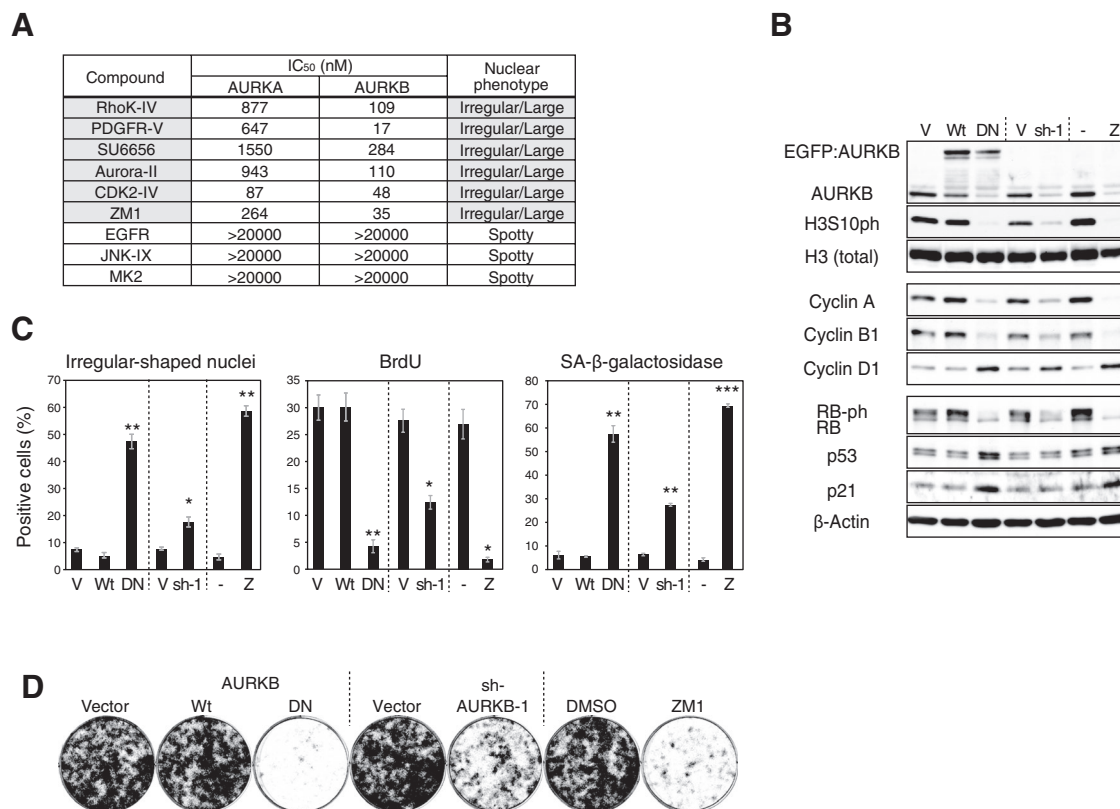 A
Compound IC50 (nM) Nuclear phenotype
AURKA AURKB
RhoK-IV 877 109 Irregular/Large
PDGFR-V 647 17 Irregular/Large
SU6656 1550 284 Irregular/Large
Aurora-II 943 110 Irregular/Large
CDK2-IV 87 48 Irregular/Large
ZM1 264 35 Irregular/Large
EGFR >20000 >20000 Spotty
JNK-IX >20000 >20000 Spotty
MK2 >20000 >20000 Spotty
B
V Wt DN V sh-1 - Z
EGFP:AURKB
AURKB
H3S10ph
H3 (total)
Cyclin A
Cyclin B1
Cyclin D1
RB-ph
RB
p53
p21
β-Actin
C
Positive cells (%)
Irregular-shaped nuclei
70
60
50
40
30
20
10
0
** * **
V Wt DN V sh-1 - Z
BrdU
35
30
25
20
15
10
5
0
** * *
V Wt DN V sh-1 - Z
SA-β-galactosidase
80
70
60
50
40
30
20
10
0
** ** ***
V Wt DN V sh-1 - Z
D
AURKB
Vector Wt DN
Vector
sh-
AURKB-1
DMSO ZM1